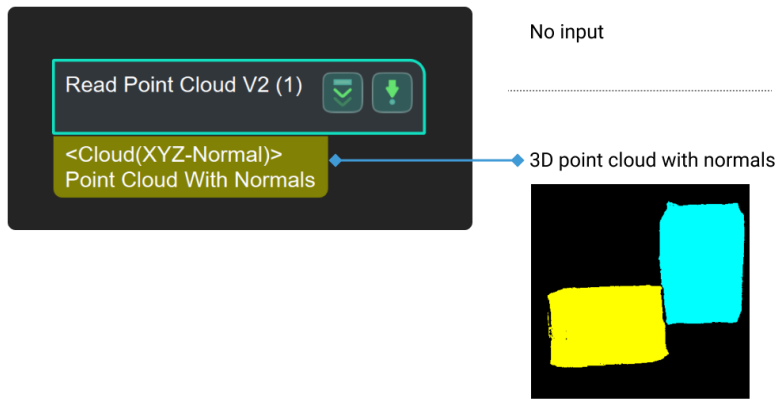 No input
Read Point Cloud V2 (1)
<Cloud(XYZ-Normal)>
Point Cloud With Normals
3D point cloud with normals